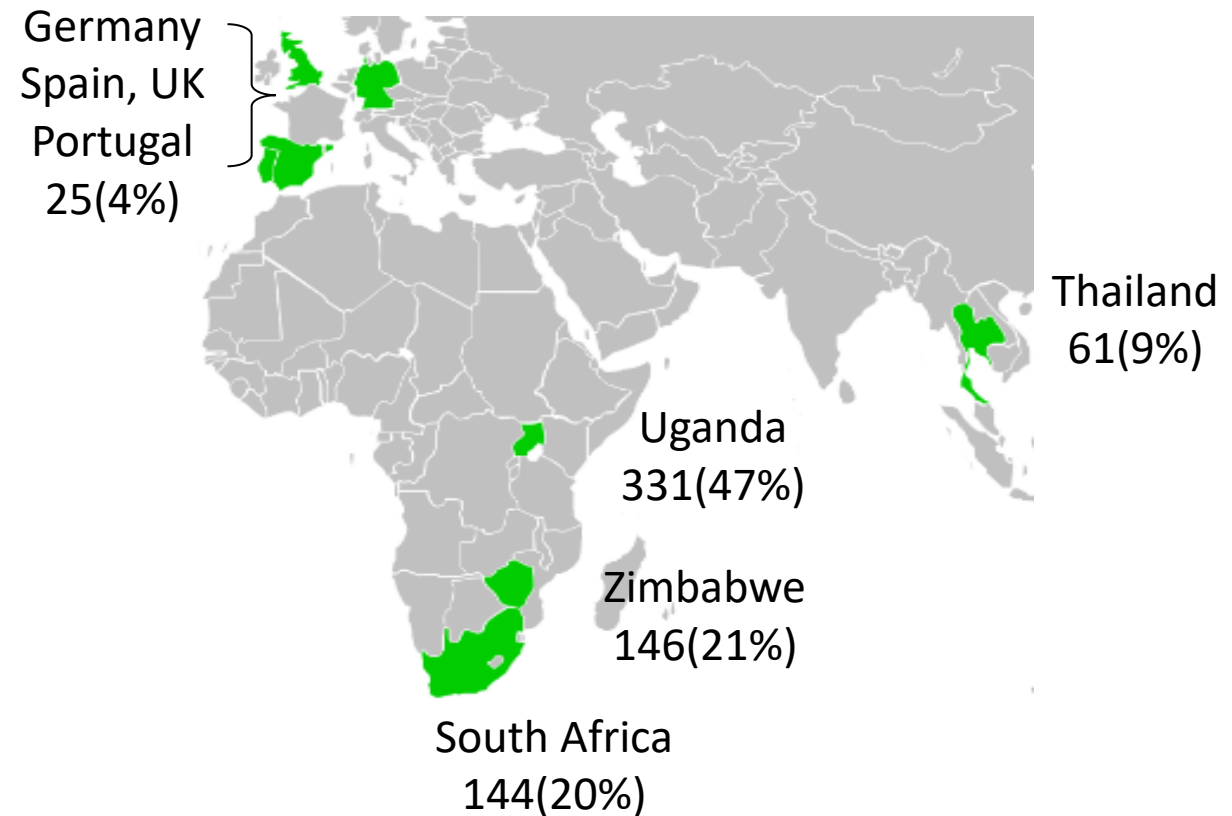 Germany
Spain, UK
Portugal
25(4%)
Thailand
61(9%)
Uganda
331(47%)
Zimbabwe
146(21%)
South Africa
144(20%)